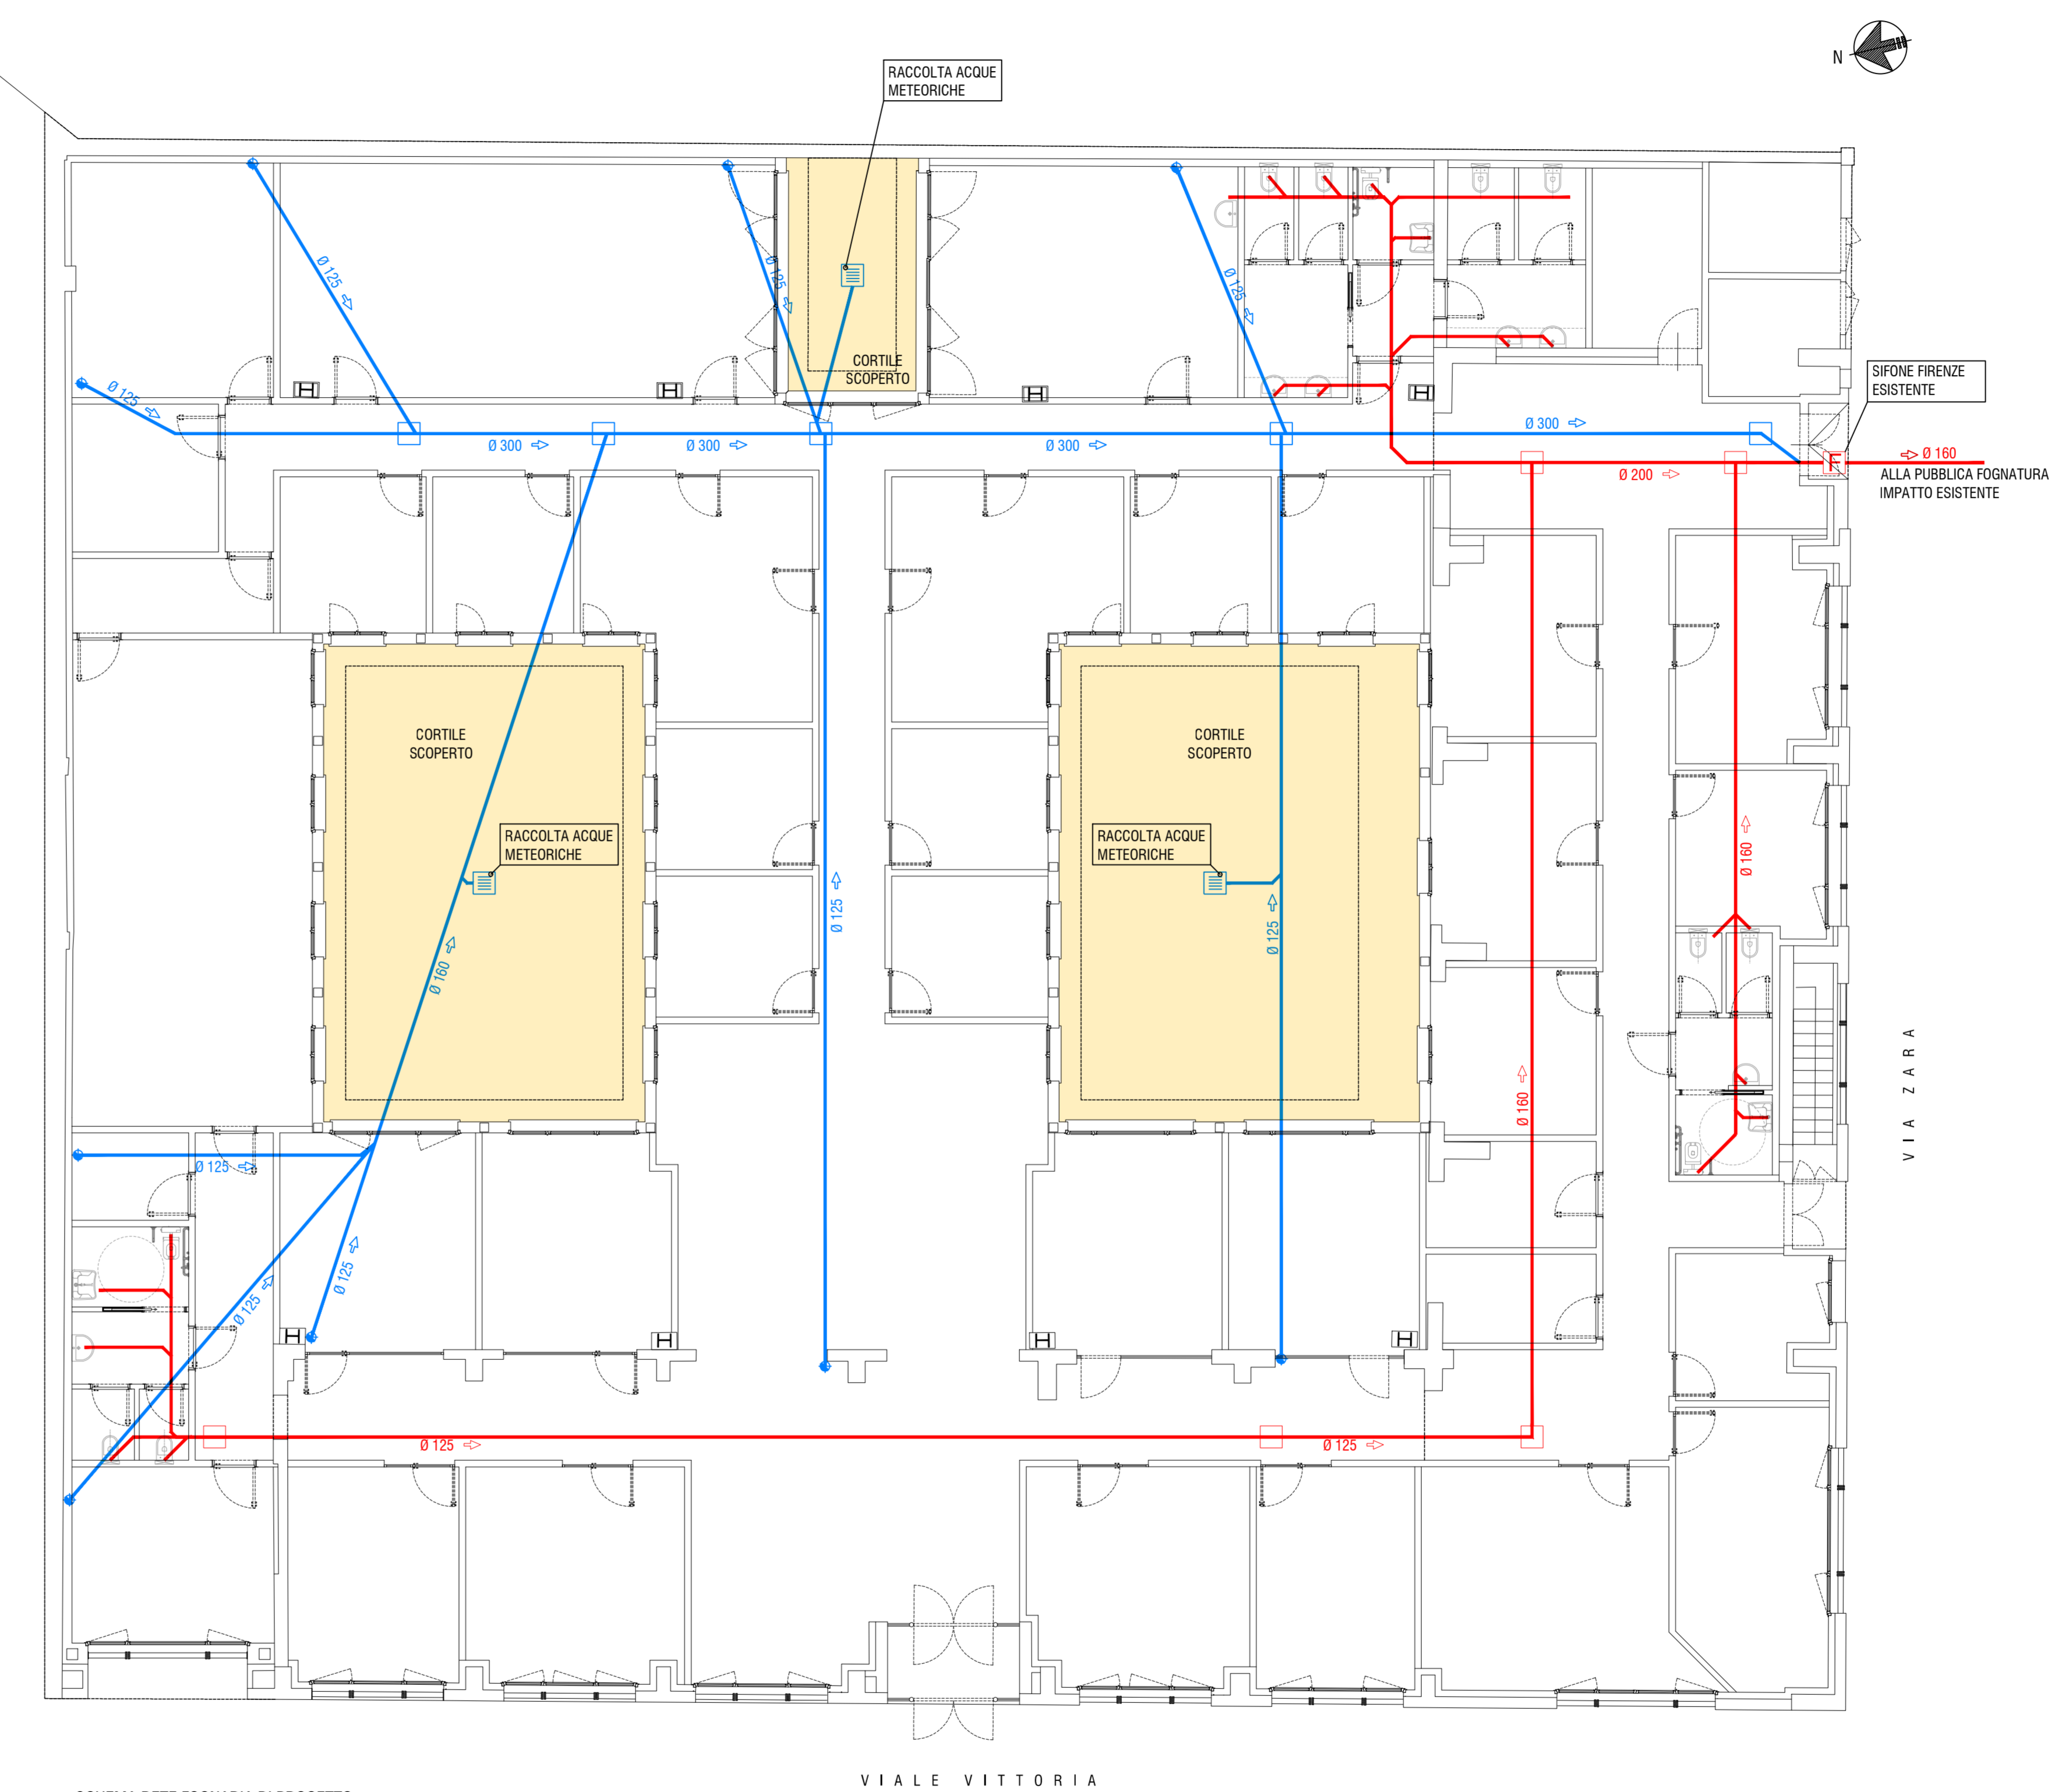 N
RACCOLTA ACQUE
METEORICHE
Ø 125
Ø 125
Ø 125
Ø 125
CORTILE
SCOPERTO
SIFONE FIRENZE
ESISTENTE
Ø 300
Ø 300
Ø 300
Ø 300
Ø 160
F
Ø 200
ALLA PUBBLICA FOGNATURA
IMPATTO ESISTENTE
H
H
H
H
CORTILE
SCOPERTO
CORTILE
SCOPERTO
RACCOLTA ACQUE
METEORICHE
RACCOLTA ACQUE
METEORICHE
Ø 160
Ø 125
Ø 125
Ø 160
Ø 160
VIA ZARA
Ø 125
Ø 125
Ø 125
H
H
H
H
Ø 125
Ø 125
VIALE VITTORIA